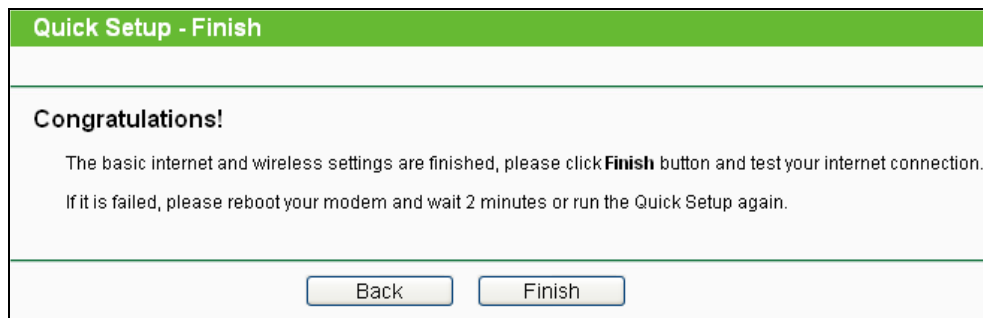 Quick Setup - Finish
Congratulations!
The basic internet and wireless settings are finished, please click Finish button and test your internet connection.
If it is failed, please reboot your modem and wait 2 minutes or run the Quick Setup again.
Back Finish